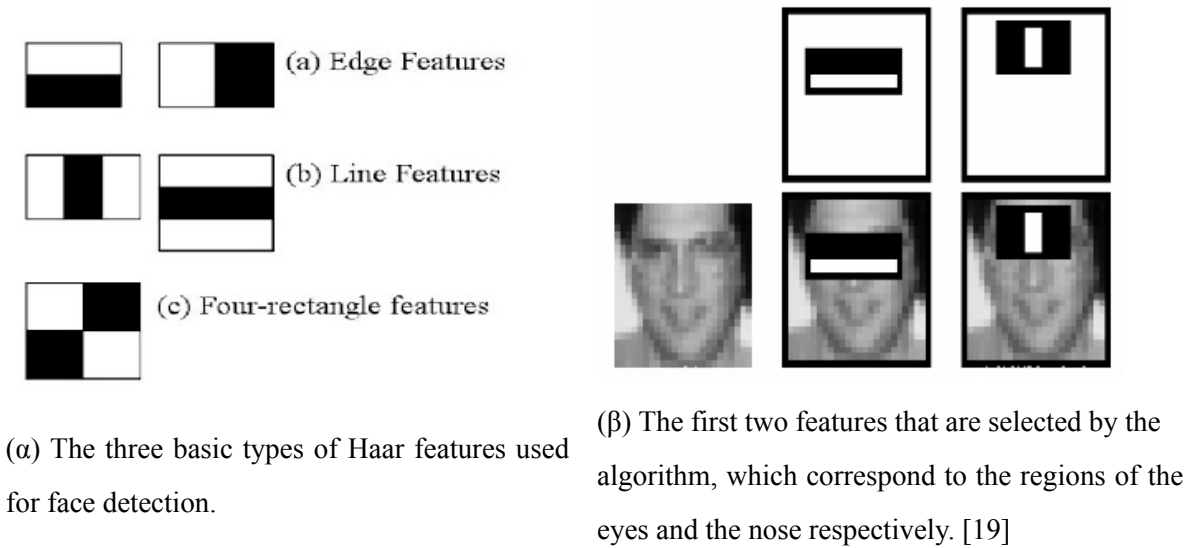 (a) Edge Features
(b) Line Features
(c) Four-rectangle features
(α) The three basic types of Haar features used
for face detection.
(β) The first two features that are selected by the
algorithm, which correspond to the regions of the
eyes and the nose respectively. [19]